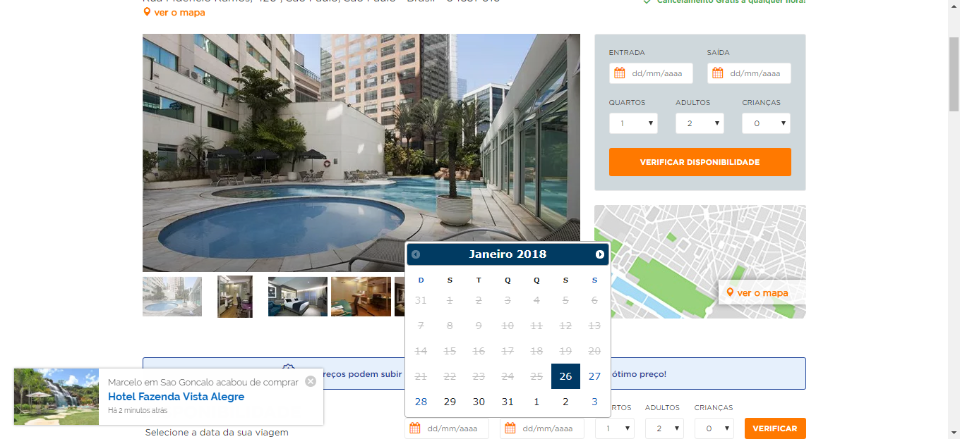 Cancelamento Grátis a qualquer hora!
ver o mapa
ENTRADA SAÍDA
dd/mm/aaaa dd/mm/aaaa
QUARTOS ADULTOS CRIANÇAS
1 2 0
VERIFICAR DISPONIBILIDADE
ver o mapa
Janeiro 2018
D S T Q Q S S
31 1 2 3 4 5 6
7 8 9 10 11 12 13
14 15 16 17 18 19 20
21 22 23 24 25 26 27
28 29 30 31 1 2 3
reços podem subir
ótimo preço!
Marcelo em Sao Goncalo acabou de comprar
Hotel Fazenda Vista Alegre
Há 2 minutos atrás
Selecione a data da sua viagem
RTOS ADULTOS CRIANÇAS
dd/mm/aaaa dd/mm/aaaa 1 2 0 VERIFICAR